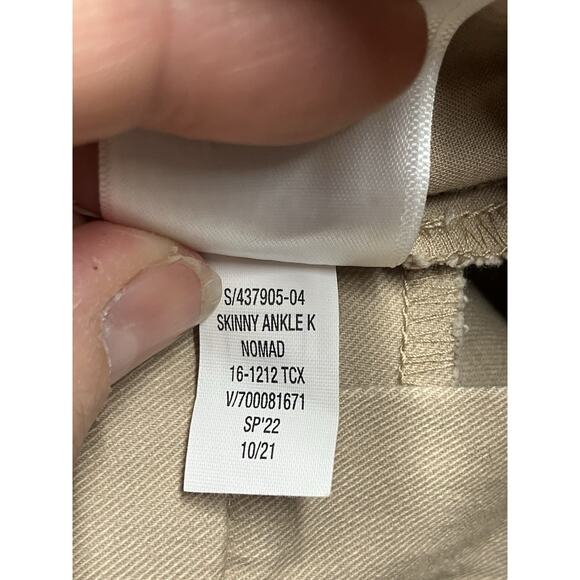 S/437905-04
SKINNY ANKLE K
NOMAD
16-1212 TCX
V/700081671
SP'22
10/21